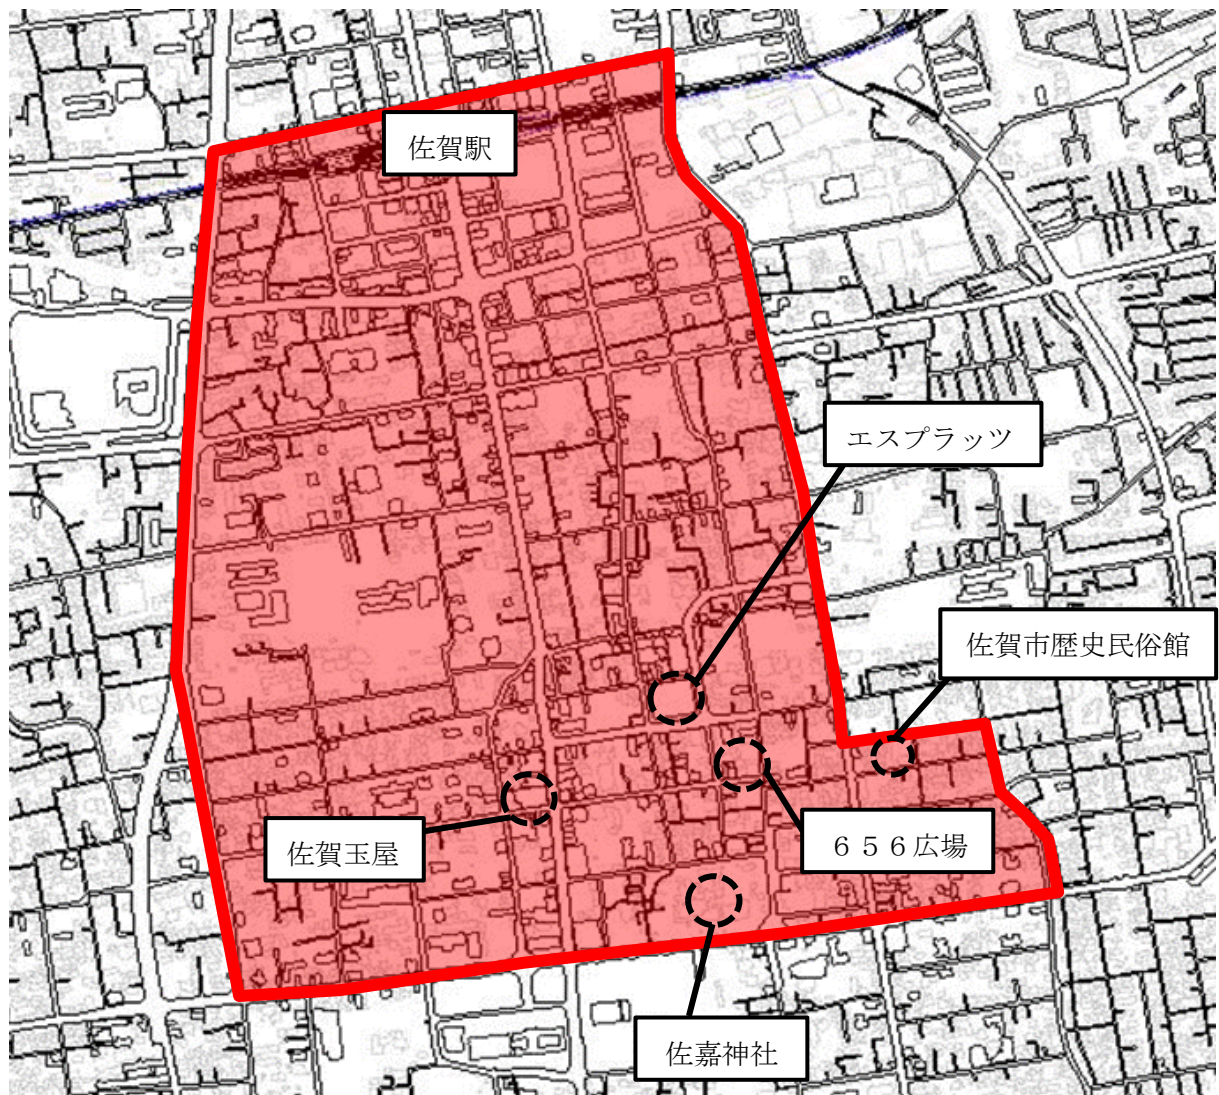 佐賀駅
エスプラッツ
佐賀市歴史民俗館
佐賀玉屋
６５６広場
佐嘉神社